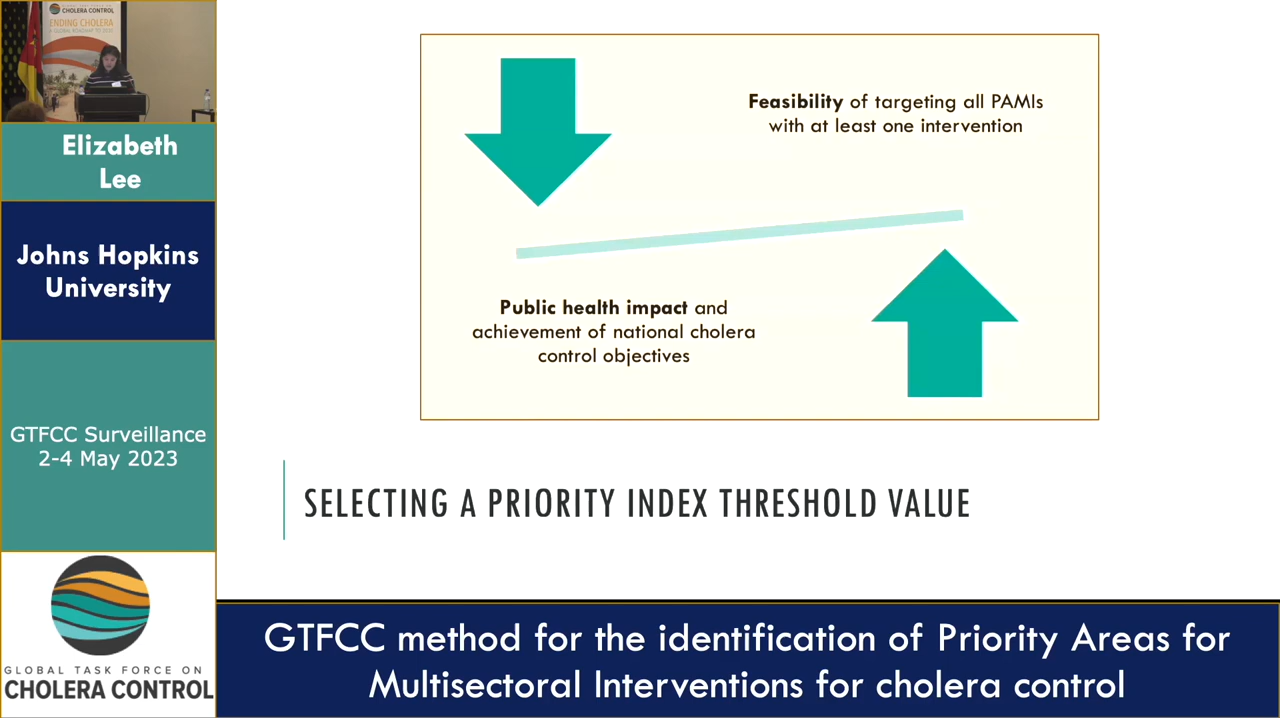 CHOLERA CONTROL
ENDING CHOLERA
A GLOBAL ROADMAP TO 2030
Elizabeth
Lee
Johns Hopkins
University
GTFCC Surveillance
2-4 May 2023
GLOBAL TASK FORCE ON
CHOLERA CONTROL
Feasibility of targeting all PAMIs
with at least one intervention
Public health impact and
achievement of national cholera
control objectives
SELECTING A PRIORITY INDEX THRESHOLD VALUE
GTFCC method for the identification of Priority Areas for
Multisectoral Interventions for cholera control